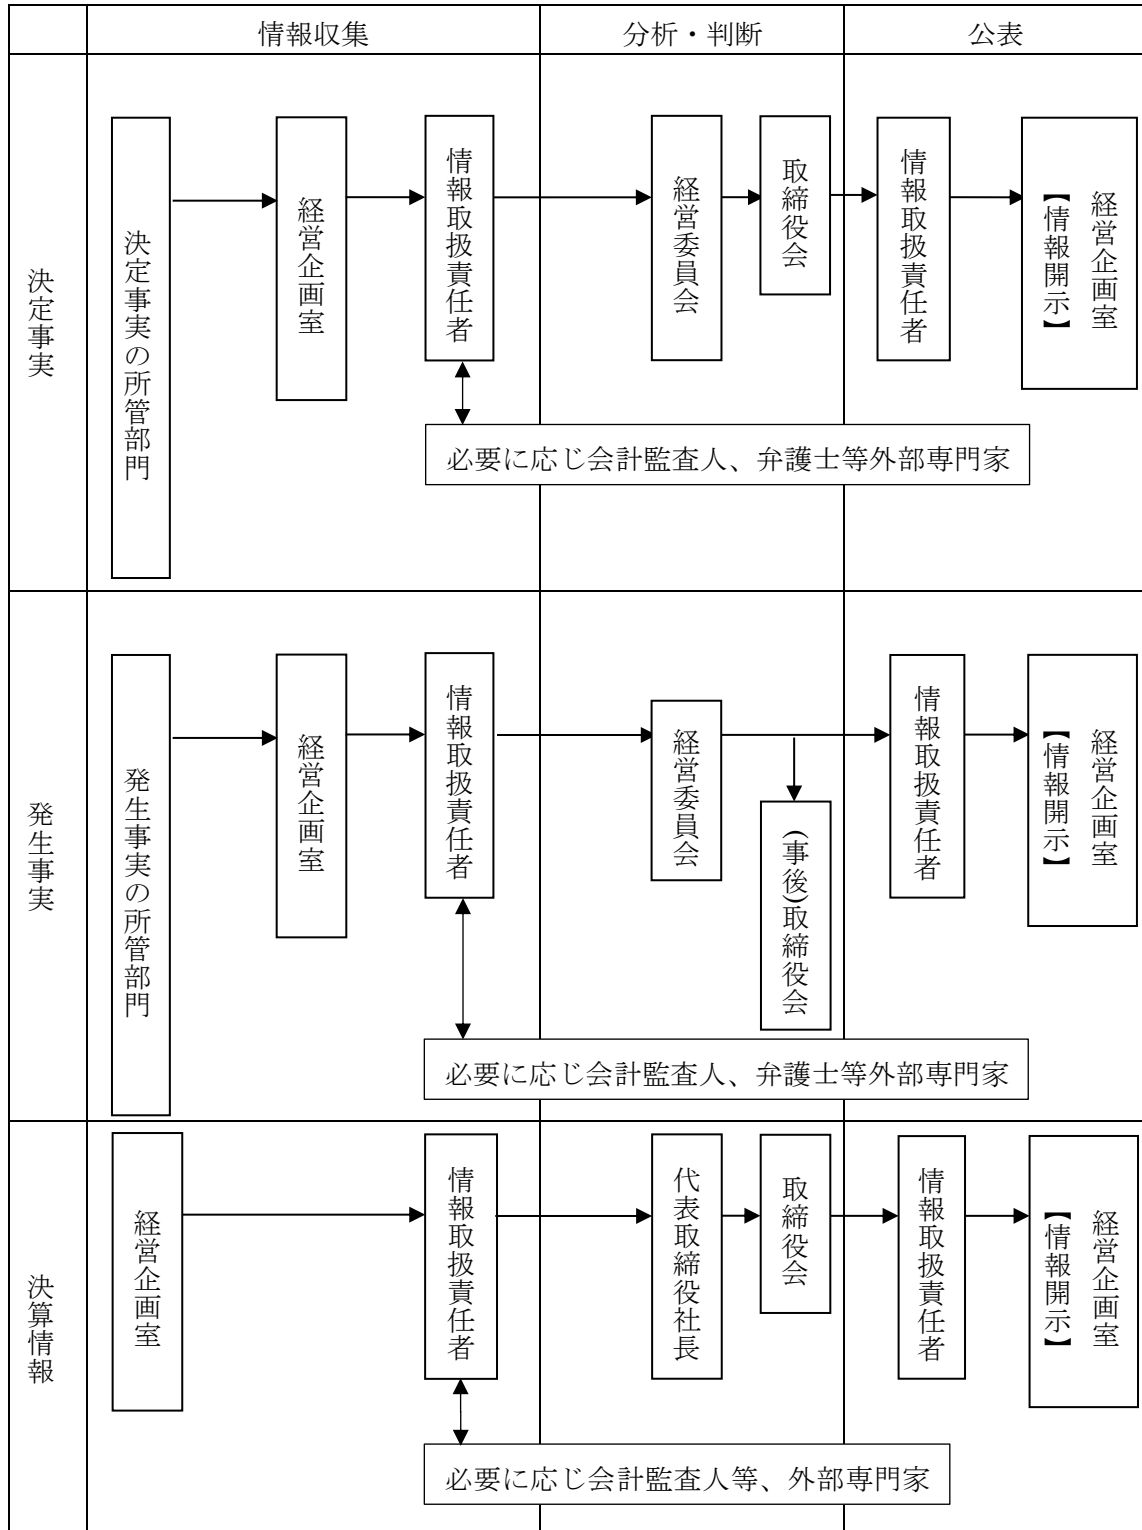 情報収集
分析・判断
公表
決定事実
決定事実の所管部門
経営企画室
情報取扱責任者
経営委員会
取締役会
情報取扱責任者
経営企画室
【情報開示】
必要に応じ会計監査人、弁護士等外部専門家
発生事実
発生事実の所管部門
経営企画室
情報取扱責任者
経営委員会
(事後)取締役会
情報取扱責任者
経営企画室
【情報開示】
必要に応じ会計監査人、弁護士等外部専門家
決算情報
経営企画室
情報取扱責任者
代表取締役社長
取締役会
情報取扱責任者
経営企画室
【情報開示】
必要に応じ会計監査人等、外部専門家